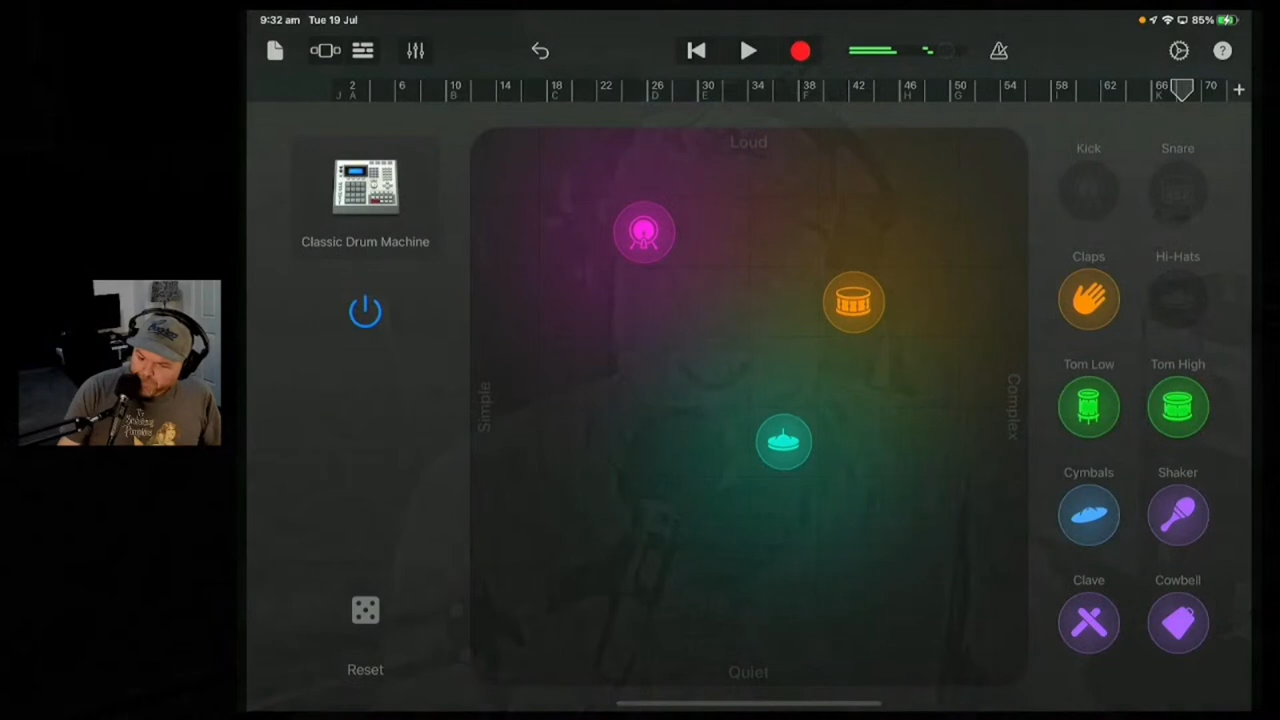 9:32 am Tue 19 Jul
85%
2 6 10 14 18 22 26 30 34 38 42 46 50 54 58 62 66 70 +
J A B C D E F H G I K
Loud
Kick Snare
Classic Drum Machine
Claps Hi-Hats
Simple
Complex
Tom Low Tom High
Cymbals Shaker
Clave Cowbell
Reset
Quiet